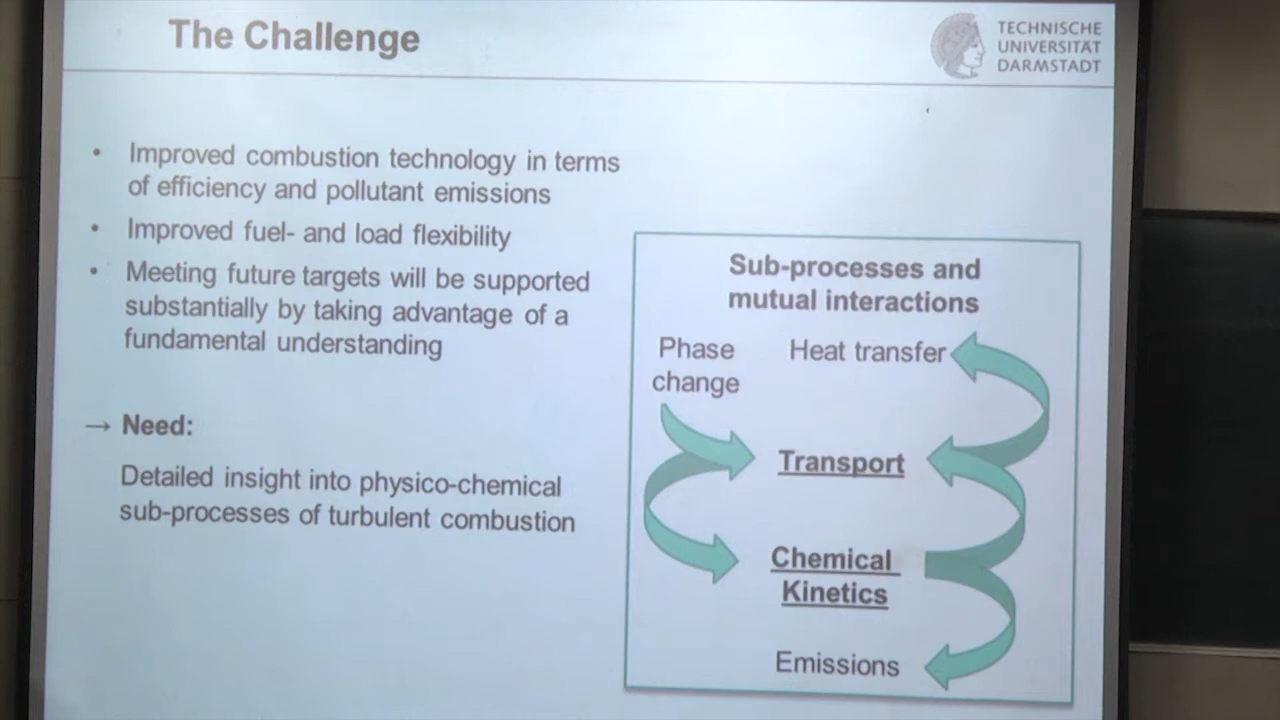 The Challenge
TECHNISCHE
UNIVERSITÄT
DARMSTADT
• Improved combustion technology in terms
of efficiency and pollutant emissions
• Improved fuel- and load flexibility
• Meeting future targets will be supported
substantially by taking advantage of a
fundamental understanding
→ Need:
Detailed insight into physico-chemical
sub-processes of turbulent combustion
Sub-processes and
mutual interactions
Phase
change
Heat transfer
Transport
Chemical
Kinetics
Emissions